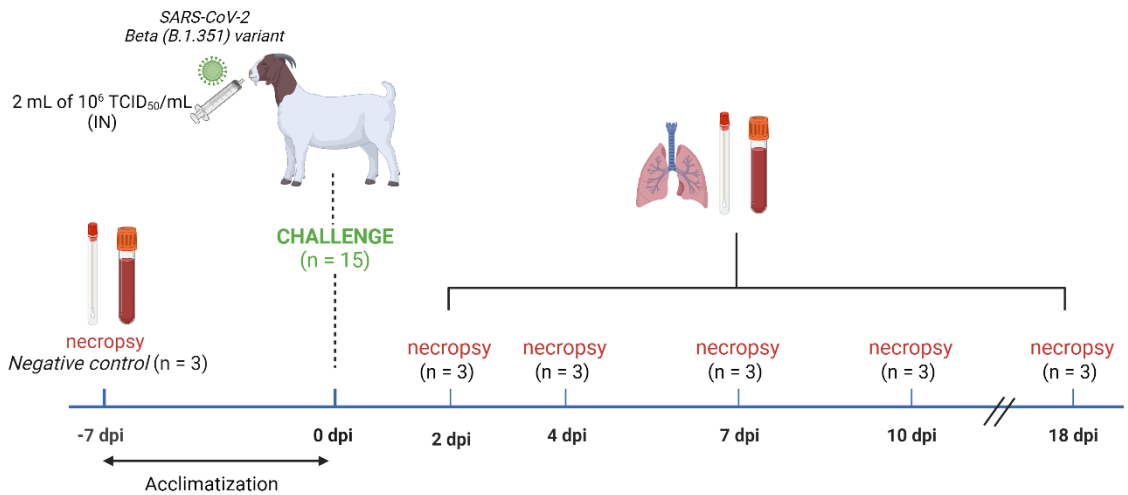 SARS-CoV-2
Beta (B.1.351) variant
2 mL of 10⁶ TCID₅₀/mL
(IN)
CHALLENGE
(n = 15)
necropsy
Negative control (n = 3)
necropsy
(n = 3)
necropsy
(n = 3)
necropsy
(n = 3)
necropsy
(n = 3)
necropsy
(n = 3)
-7 dpi
0 dpi
2 dpi
4 dpi
7 dpi
10 dpi
18 dpi
Acclimatization